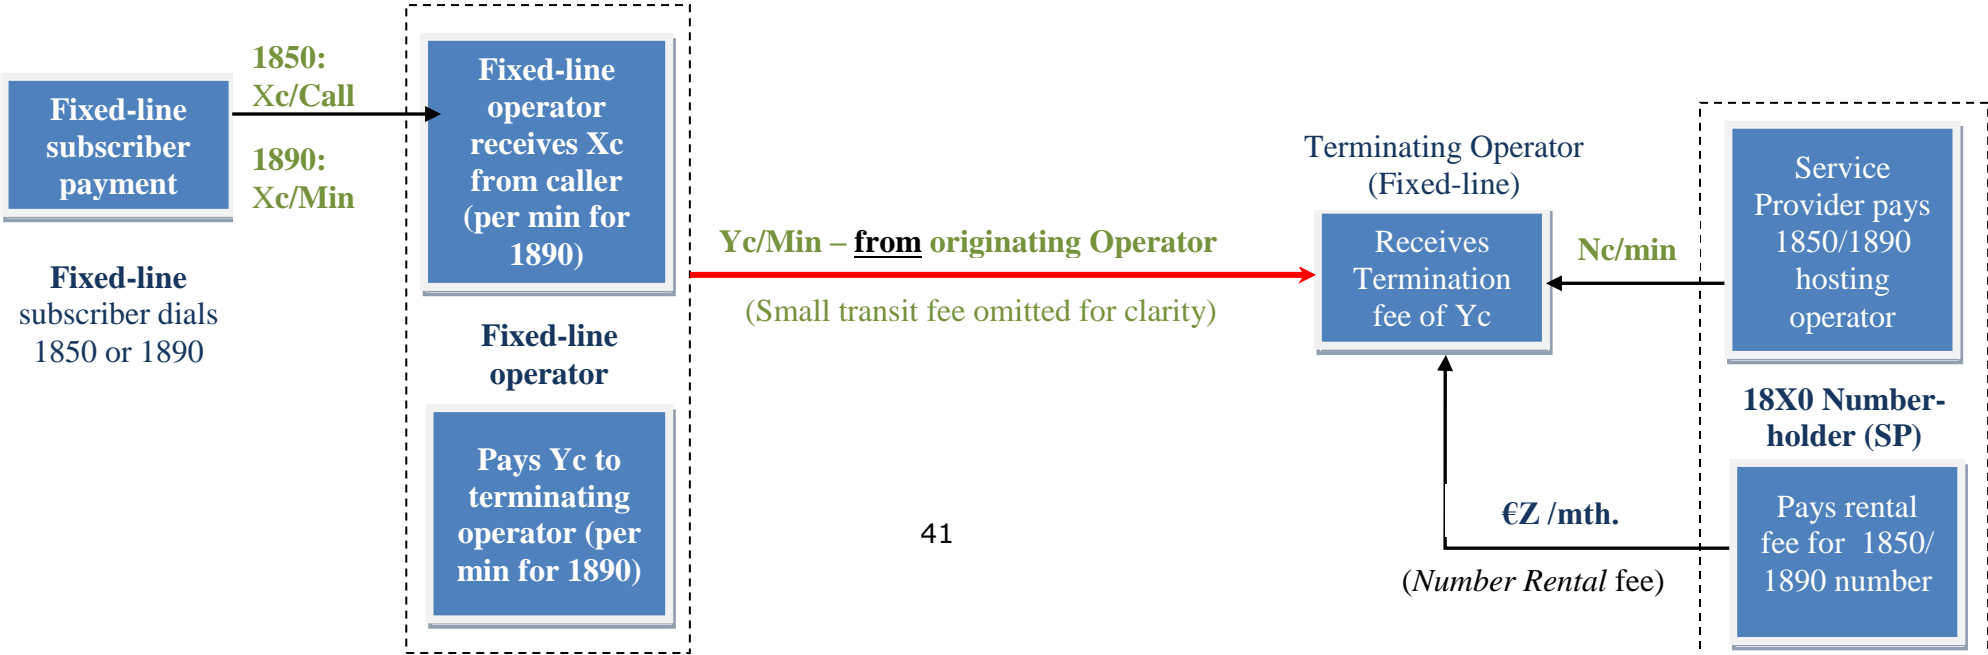 Fixed-line
subscriber
payment
Fixed-line
subscriber dials
1850 or 1890
1850:
Xc/Call
1890:
Xc/Min
Fixed-line
operator
receives Xc
from caller
(per min for
1890)
Fixed-line
operator
Pays Yc to
terminating
operator (per
min for 1890)
Yc/Min – from originating Operator
(Small transit fee omitted for clarity)
41
Terminating Operator
(Fixed-line)
Receives
Termination
fee of Yc
Nc/min
€Z /mth.
(Number Rental fee)
Service
Provider pays
1850/1890
hosting
operator
18X0 Number-
holder (SP)
Pays rental
fee for 1850/
1890 number